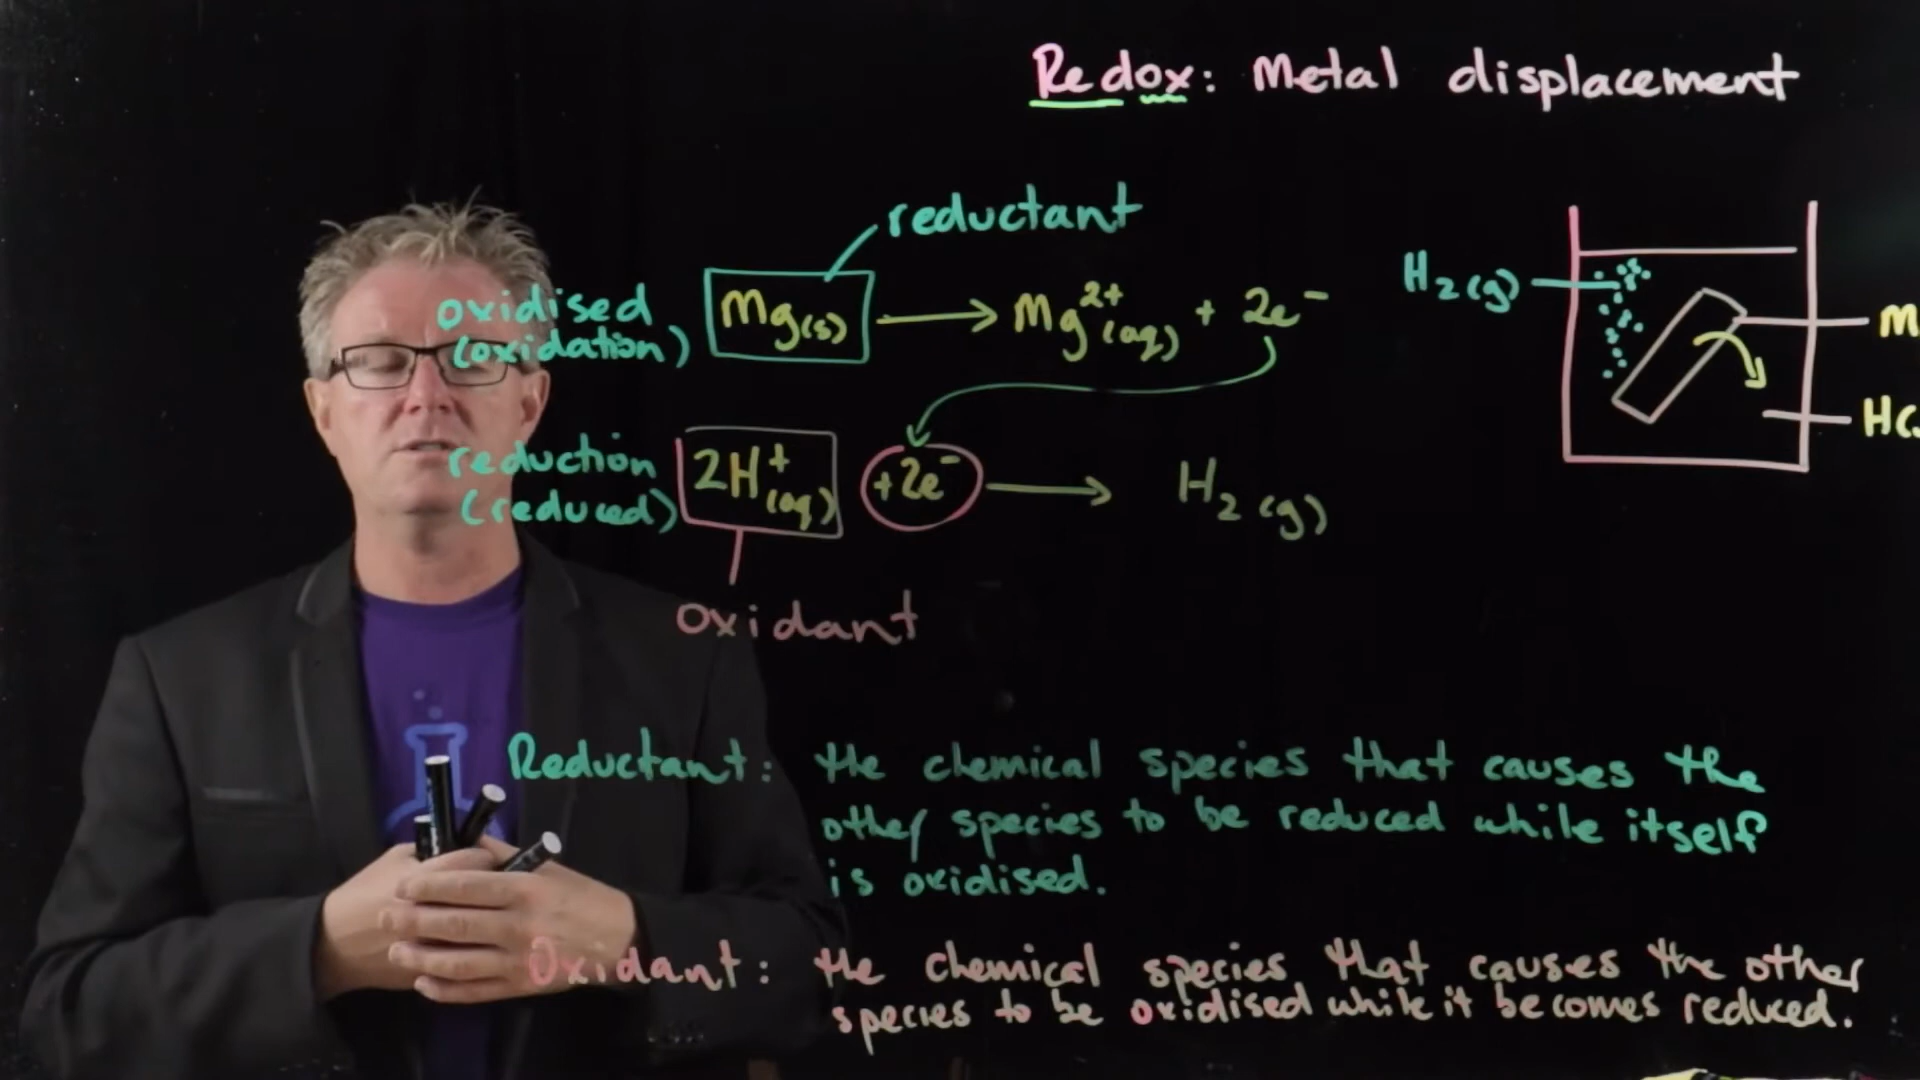 Redox: Metal displacement
reductant
oxidised
(oxidation)
Mg(s) → Mg²⁺(aq) + 2e⁻
H₂(g)
M
HC
reduction
(reduced)
2H⁺(aq) +2e⁻ → H₂(g)
oxidant
Reductant: the chemical species that causes the
other species to be reduced while itself
is oxidised.
Oxidant: the chemical species that causes the other
species to be oxidised while it becomes reduced.